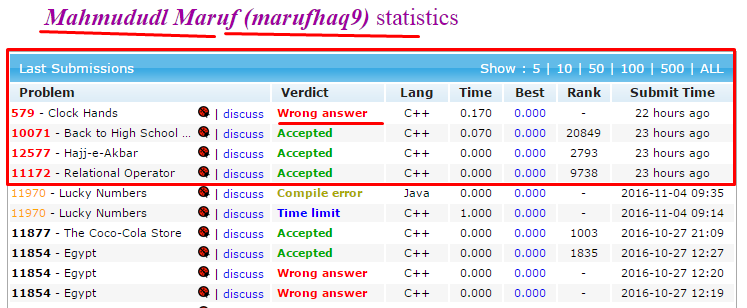 Mahmududl Maruf (marufhaq9) statistics
Last Submissions Show : 5 | 10 | 50 | 100 | 500 | ALL
Problem Verdict Lang Time Best Rank Submit Time
579 - Clock Hands | discuss Wrong answer C++ 0.170 0.000 - 22 hours ago
10071 - Back to High School ... | discuss Accepted C++ 0.070 0.000 20849 23 hours ago
12577 - Hajj-e-Akbar | discuss Accepted C++ 0.000 0.000 2793 23 hours ago
11172 - Relational Operator | discuss Accepted C++ 0.000 0.000 9738 23 hours ago
11970 - Lucky Numbers | discuss Compile error Java 0.000 0.000 - 2016-11-04 09:35
11970 - Lucky Numbers | discuss Time limit C++ 1.000 0.000 - 2016-11-04 09:14
11877 - The Coco-Cola Store | discuss Accepted C++ 0.000 0.000 1003 2016-10-27 21:09
11854 - Egypt | discuss Accepted C++ 0.000 0.000 1835 2016-10-27 12:27
11854 - Egypt | discuss Wrong answer C++ 0.000 0.000 - 2016-10-27 12:20
11854 - Egypt | discuss Wrong answer C++ 0.000 0.000 - 2016-10-27 12:19